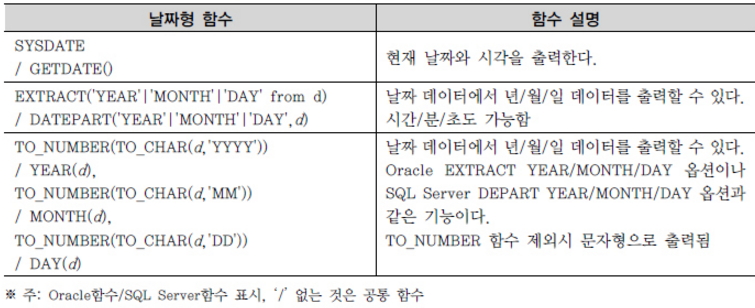 날짜형 함수
함수 설명
SYSDATE
/ GETDATE()
현재 날짜와 시각을 출력한다.
EXTRACT('YEAR'|'MONTH'|'DAY' from d)
/ DATEPART('YEAR'|'MONTH'|'DAY',d)
날짜 데이터에서 년/월/일 데이터를 출력할 수 있다.
시간/분/초도 가능함
TO_NUMBER(TO_CHAR(d,'YYYY'))
/ YEAR(d),
TO_NUMBER(TO_CHAR(d,'MM'))
/ MONTH(d),
TO_NUMBER(TO_CHAR(d,'DD'))
/ DAY(d)
날짜 데이터에서 년/월/일 데이터를 출력할 수 있다.
Oracle EXTRACT YEAR/MONTH/DAY 옵션이나
SQL Server DEPART YEAR/MONTH/DAY 옵션과
같은 기능이다.
TO_NUMBER 함수 제외시 문자형으로 출력됨
※ 주: Oracle함수/SQL Server함수 표시, '/' 없는 것은 공통 함수